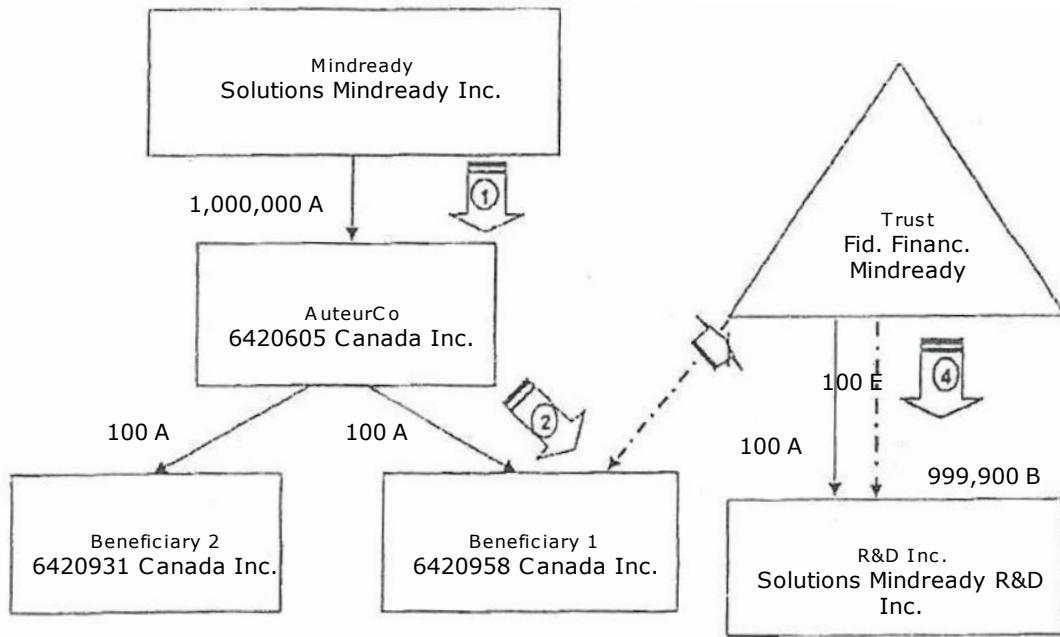 Mindready
Solutions Mindready Inc.
1,000,000 A
1
AuteurCo
6420605 Canada Inc.
Trust
Fid. Financ.
Mindready
100 A
100 A
2
100 E
4
100 A
999,900 B
Beneficiary 2
6420931 Canada Inc.
Beneficiary 1
6420958 Canada Inc.
R&D Inc.
Solutions Mindready R&D
Inc.